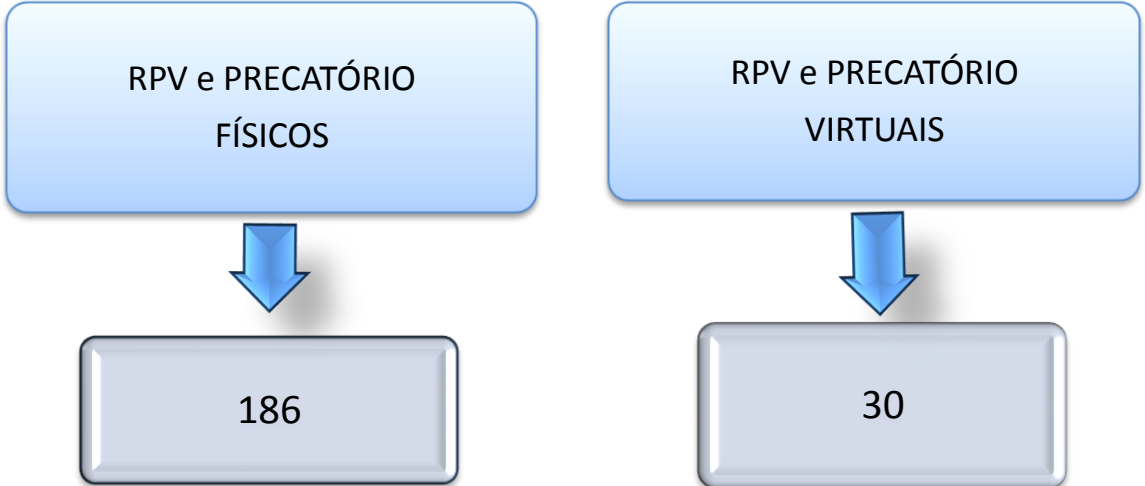 RPV e PRECATÓRIO
FÍSICOS
186
RPV e PRECATÓRIO
VIRTUAIS
30